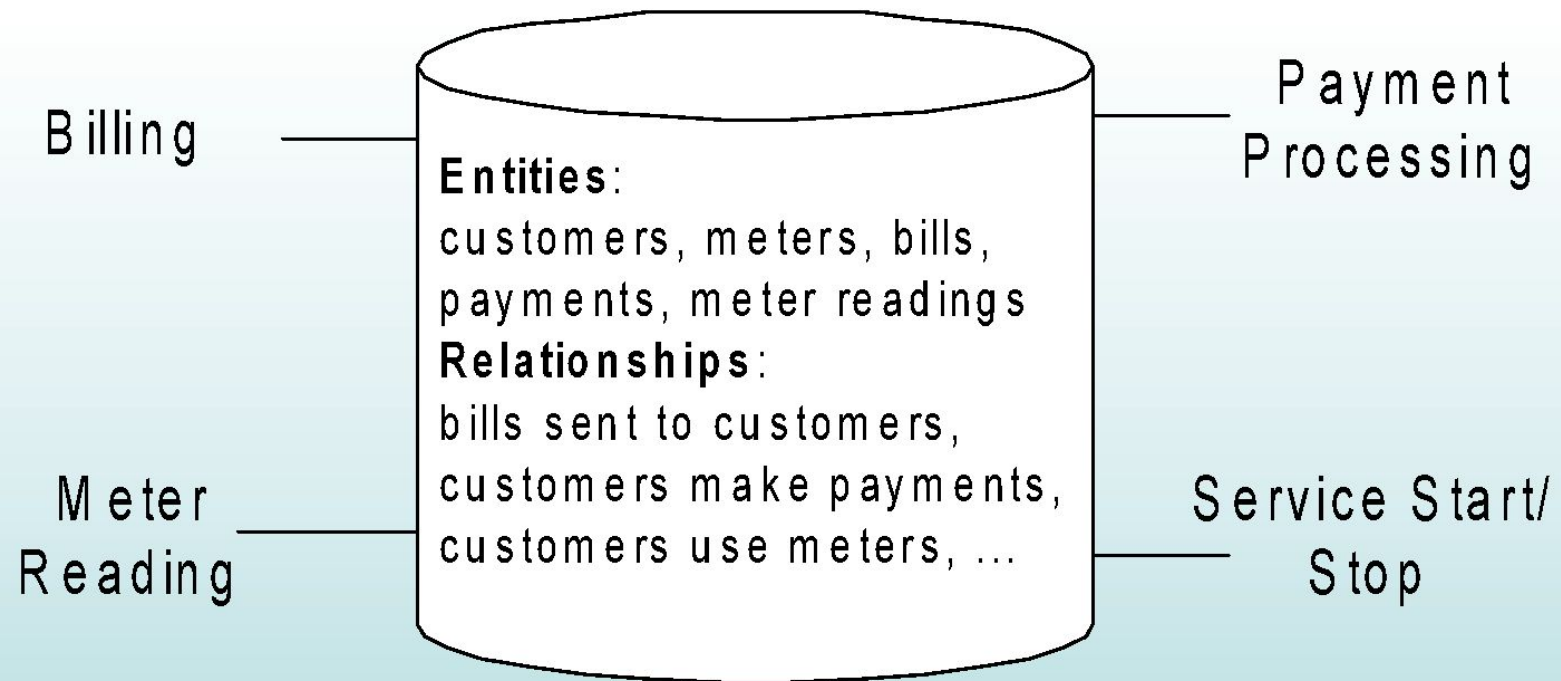 Billing
Payment
Processing
Entities:
customers, meters, bills,
payments, meter readings
Relationships:
bills sent to customers,
customers make payments,
customers use meters, ...
Meter
Reading
Service Start/
Stop